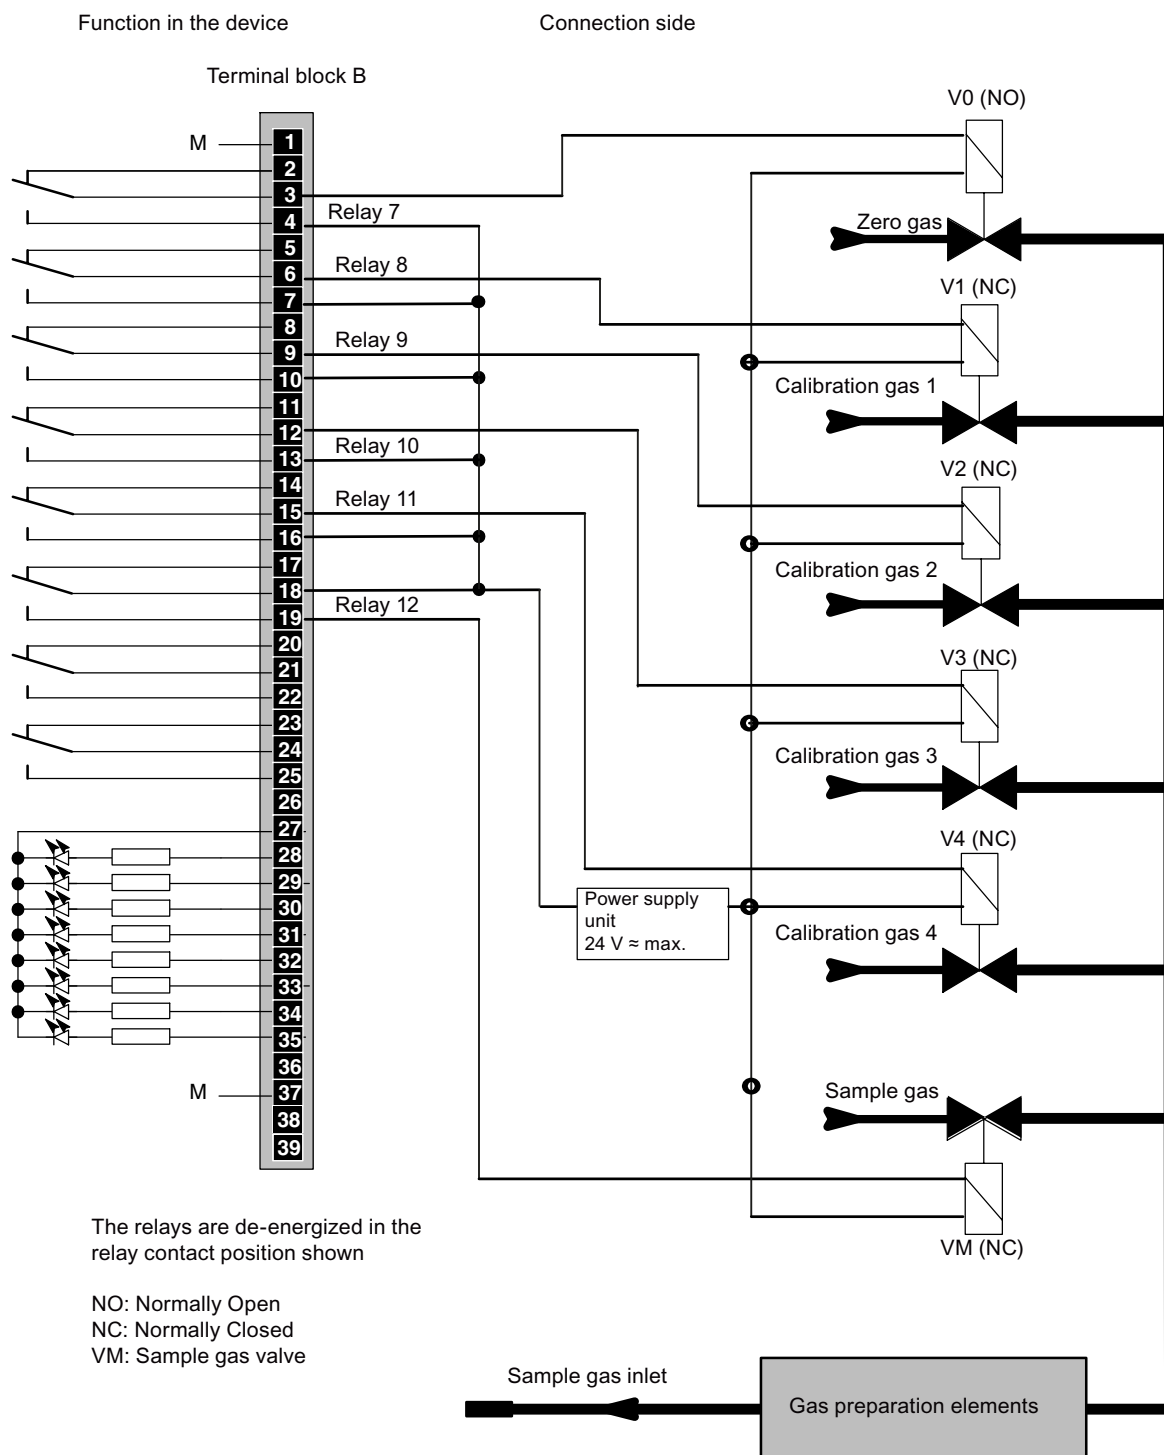 Function in the device
Connection side
Terminal block B
V0 (NO)
M
1
2
3
4
Relay 7
Zero gas
5
6
Relay 8
7
V1 (NC)
8
9
Relay 9
10
Calibration gas 1
11
12
13
Relay 10
V2 (NC)
14
15
Relay 11
16
17
Calibration gas 2
18
19
Relay 12
20
21
V3 (NC)
22
23
24
Calibration gas 3
25
26
27
28
V4 (NC)
29
30
Power supply
unit
24 V ≈ max.
31
Calibration gas 4
32
33
34
35
36
M
37
Sample gas
38
39
The relays are de-energized in the
relay contact position shown
VM (NC)
NO: Normally Open
NC: Normally Closed
VM: Sample gas valve
Sample gas inlet
Gas preparation elements